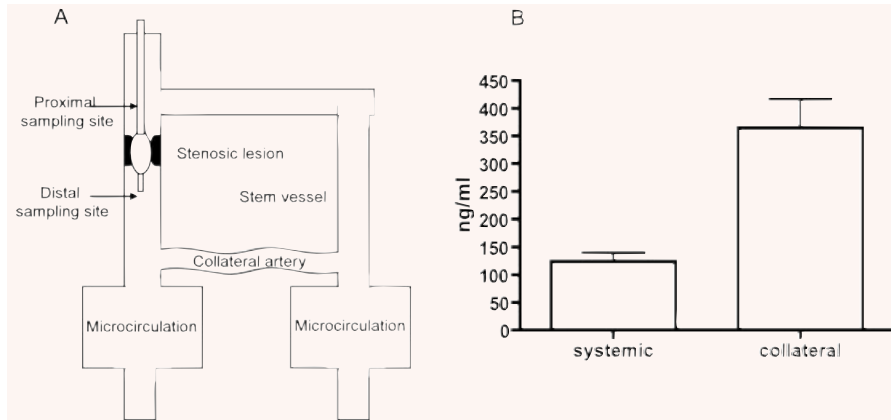 A
Proximal
sampling site
Stenosic lesion
Distal
sampling site
Stem vessel
Collateral artery
Microcirculation
Microcirculation
B
450
400
350
300
250
200
150
100
50
0
ng/ml
systemic
collateral